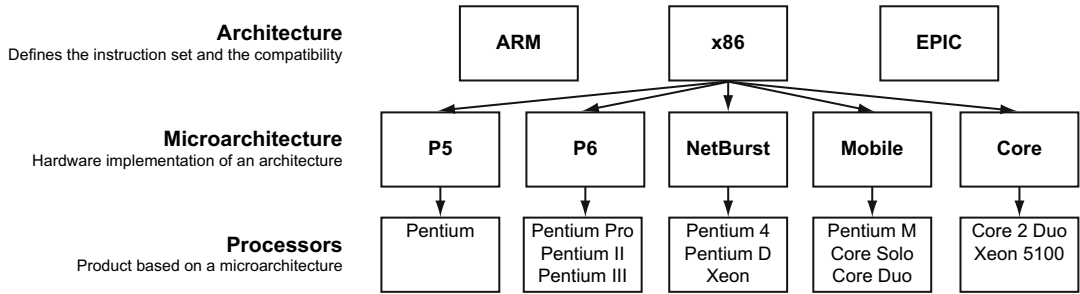 Architecture
Defines the instruction set and the compatibility
ARM
x86
EPIC
Microarchitecture
Hardware implementation of an architecture
P5
P6
NetBurst
Mobile
Core
Processors
Product based on a microarchitecture
Pentium
Pentium Pro
Pentium II
Pentium III
Pentium 4
Pentium D
Xeon
Pentium M
Core Solo
Core Duo
Core 2 Duo
Xeon 5100